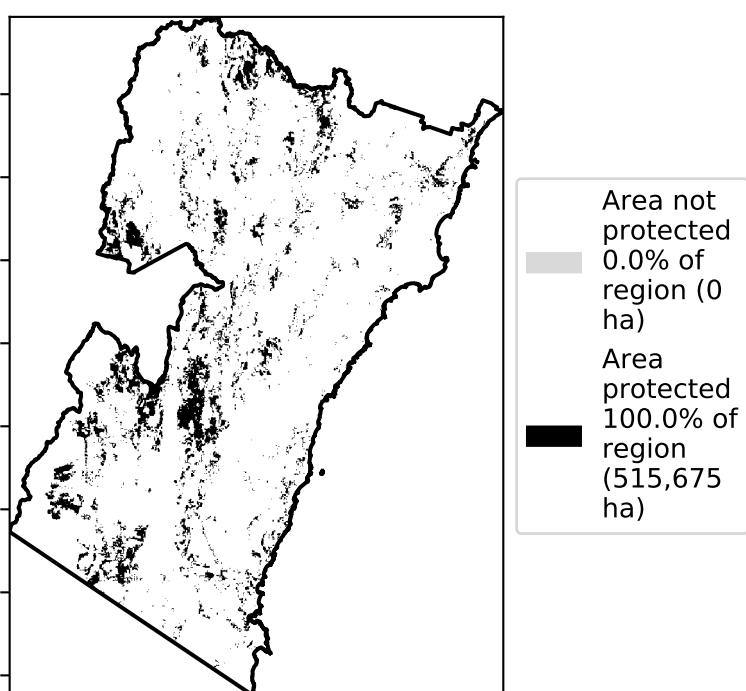 Area not
protected
0.0% of
region (0
ha)
Area
protected
100.0% of
region
(515,675
ha)